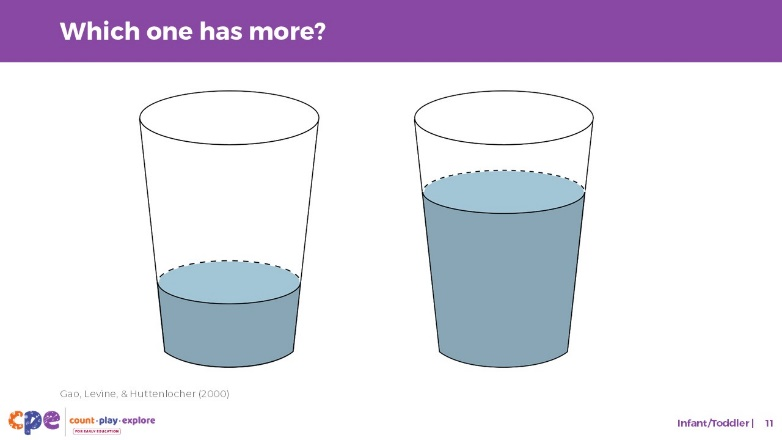 Which one has more?
Gao, Levine, & Huttenlocher (2000)
cpe
count·play·explore
FOR EARLY EDUCATION
Infant/Toddler | 11